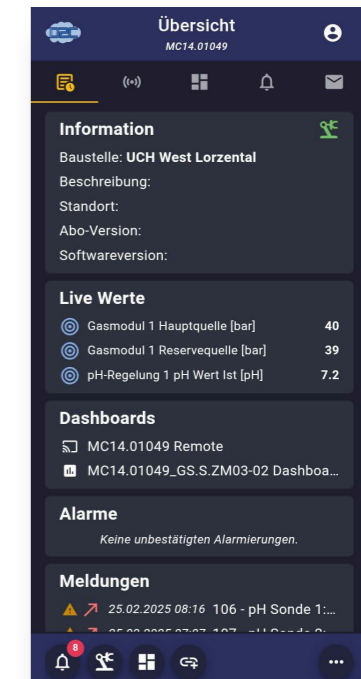 Übersicht
MC14.01049
Information
Baustelle: UCH West Lorzental
Beschreibung:
Standort:
Abo-Version:
Softwareversion:
Live Werte
Gasmodul 1 Hauptquelle [bar] 40
Gasmodul 1 Reservequelle [bar] 39
pH-Regelung 1 pH Wert Ist [pH] 7.2
Dashboards
MC14.01049 Remote
MC14.01049_GS.S.ZM03-02 Dashboa...
Alarme
Keine unbestätigten Alarmierungen.
Meldungen
25.02.2025 08:16 106 - pH Sonde 1:...
8